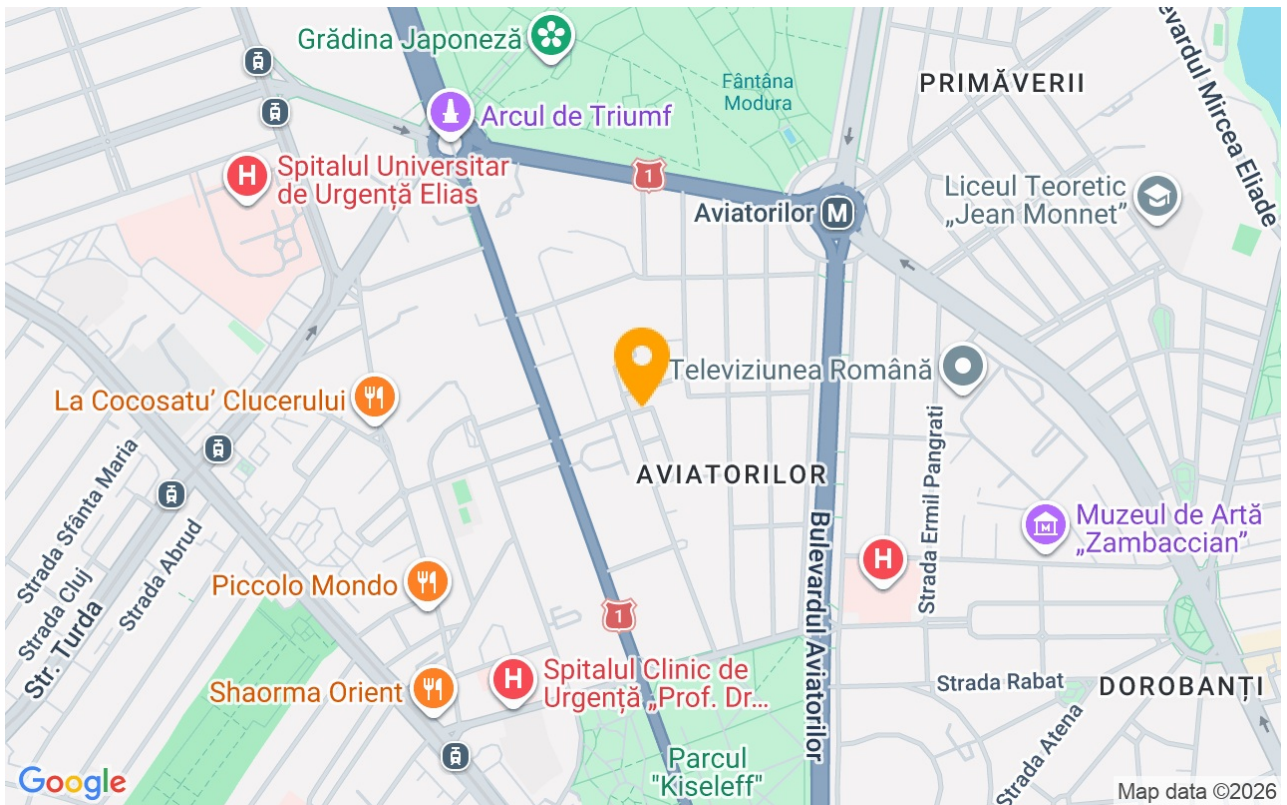 Grădina Japoneză
Fântâna
Modura
PRIMĂVERII
evardul Mircea Eliade
Arcul de Triumf
Spitalul Universitar
de Urgență Elias
H
1
Aviatorilor
M
Liceul Teoretic
„Jean Monnet”
La Cocosatu’ Clucerului
Televiziunea Română
AVIATORILOR
Strada Sfânta Maria
Strada Cluj
Str. Turda
Strada Abrud
Bulevardul Aviatorilor
Strada Ermil Pangrati
H
Muzeul de Artă
„Zambaccian”
Piccolo Mondo
1
Shaorma Orient
H
Spitalul Clinic de
Urgență „Prof. Dr...
Strada Rabat
DOROBANȚI
Strada Atena
Parcul
"Kiseleff"
Google
Map data ©2026